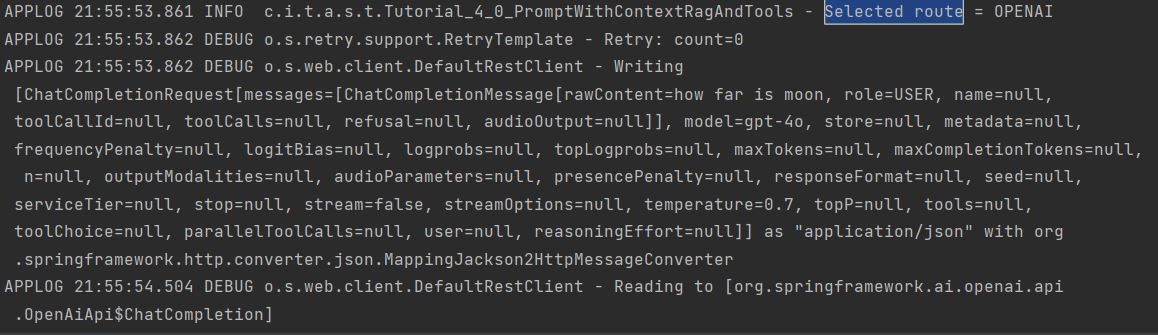 APPLOG 21:55:53.861 INFO  c.i.t.a.s.t.Tutorial_4_0_PromptWithContextRagAndTools - Selected route = OPENAI
APPLOG 21:55:53.862 DEBUG o.s.retry.support.RetryTemplate - Retry: count=0
APPLOG 21:55:53.862 DEBUG o.s.web.client.DefaultRestClient - Writing
[ChatCompletionRequest[messages=[ChatCompletionMessage[rawContent=how far is moon, role=USER, name=null,
toolCallId=null, toolCalls=null, refusal=null, audioOutput=null]], model=gpt-4o, store=null, metadata=null,
frequencyPenalty=null, logitBias=null, logprobs=null, topLogprobs=null, maxTokens=null, maxCompletionTokens=null,
n=null, outputModalities=null, audioParameters=null, presencePenalty=null, responseFormat=null, seed=null,
serviceTier=null, stop=null, stream=false, streamOptions=null, temperature=0.7, topP=null, tools=null,
toolChoice=null, parallelToolCalls=null, user=null, reasoningEffort=null]] as "application/json" with org
.springframework.http.converter.json.MappingJackson2HttpMessageConverter
APPLOG 21:55:54.504 DEBUG o.s.web.client.DefaultRestClient - Reading to [org.springframework.ai.openai.api
.OpenAiApi$ChatCompletion]